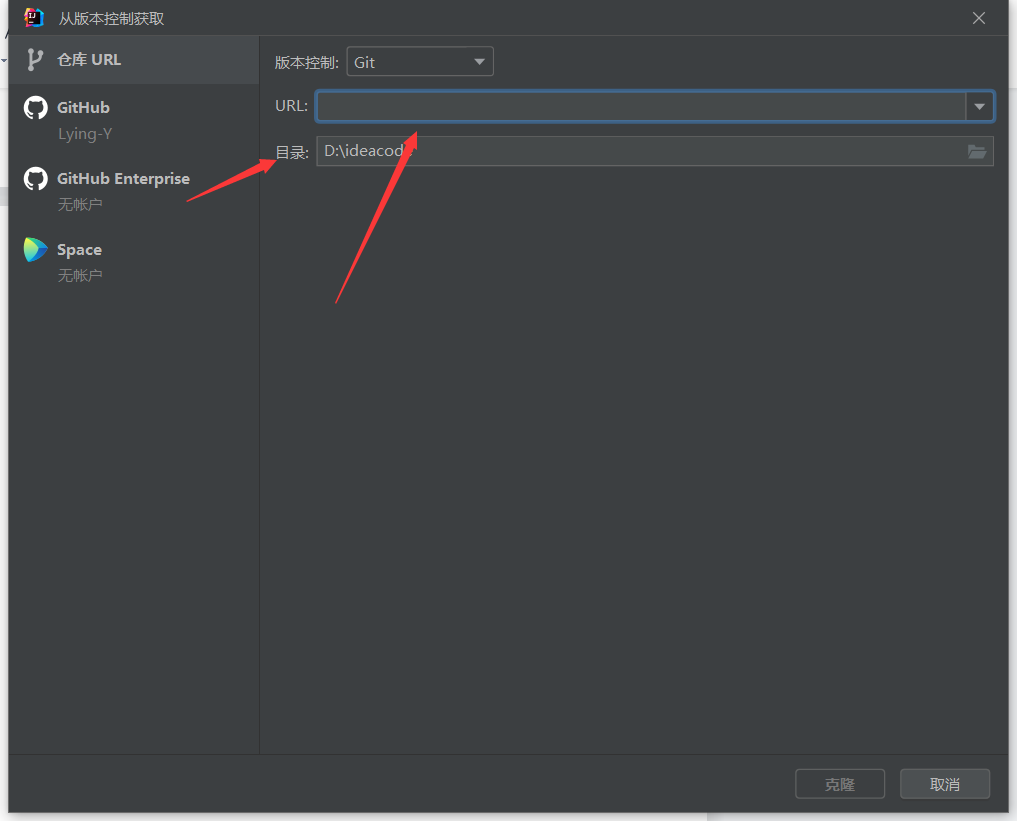 从版本控制获取
仓库 URL
GitHub
Lying-Y
GitHub Enterprise
无帐户
Space
无帐户
版本控制: Git
URL:
目录: D:\ideacode
克隆
取消